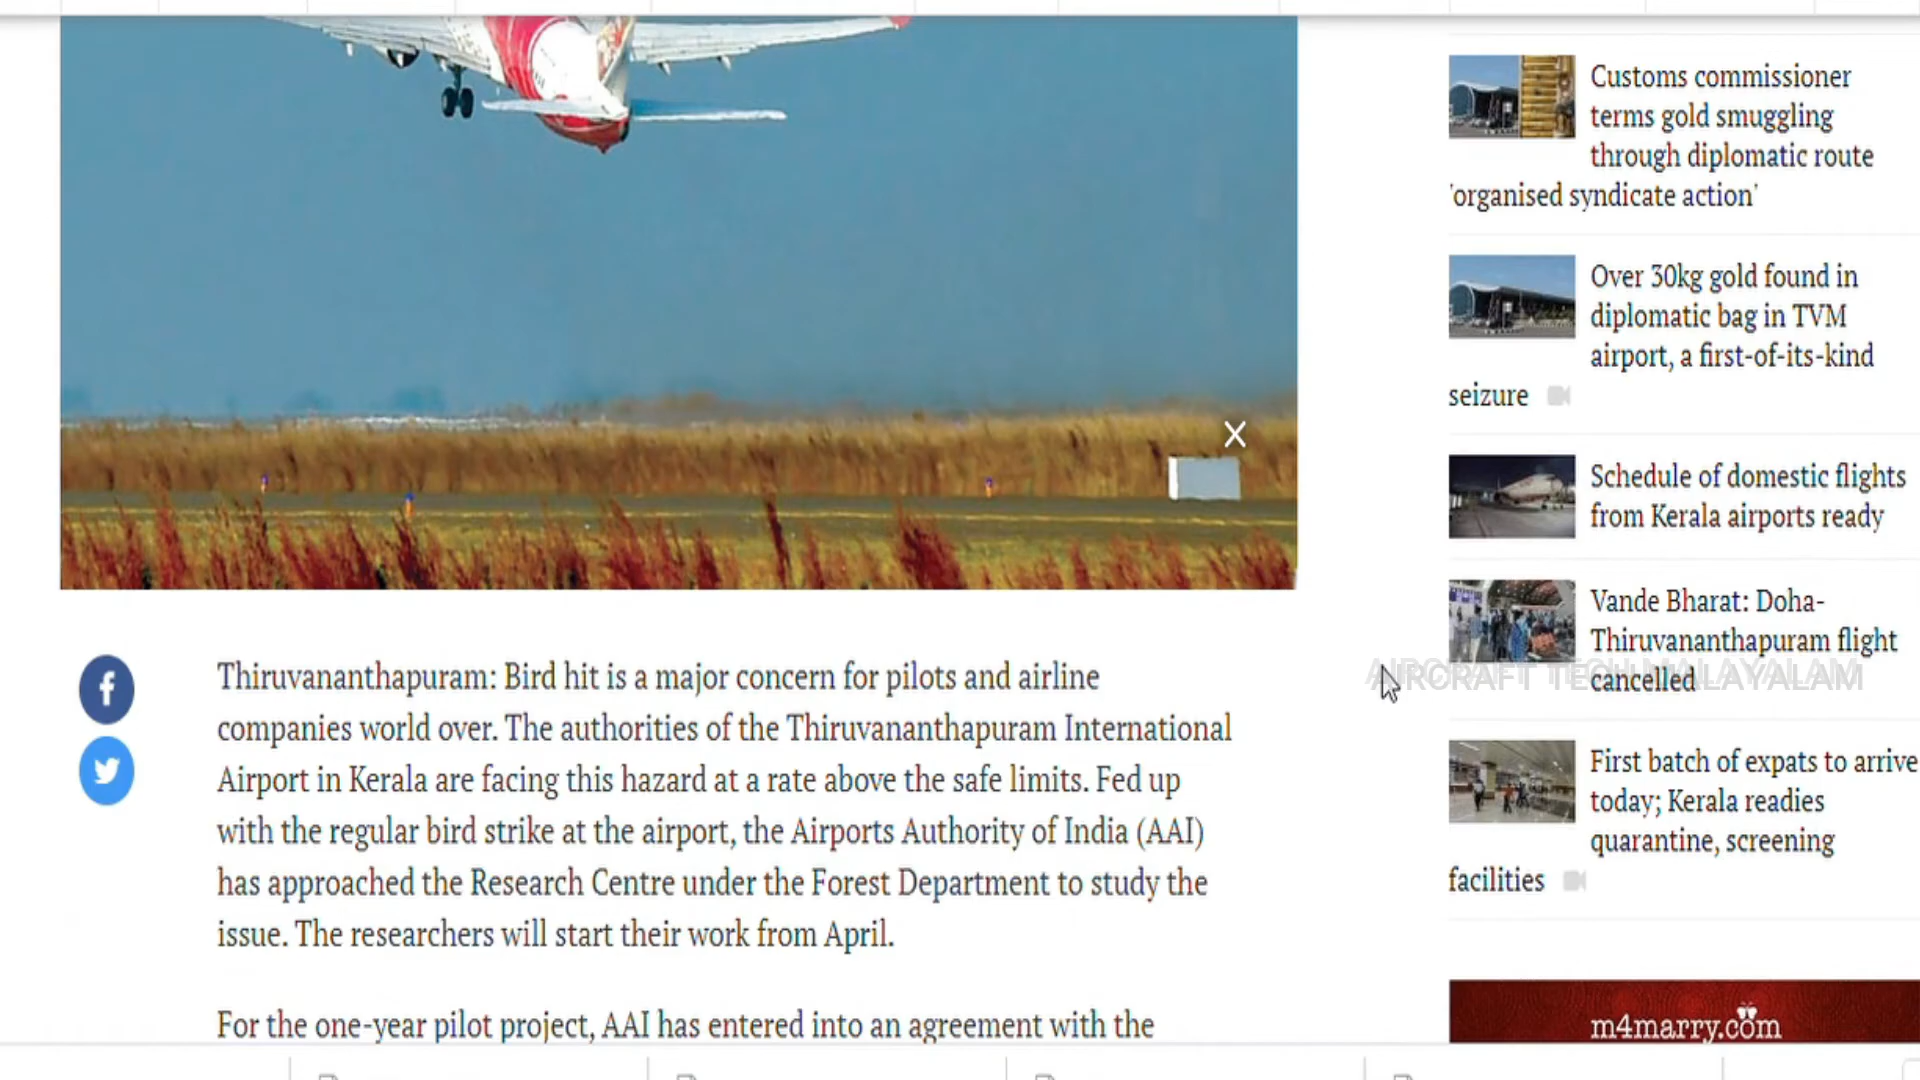 Customs commissioner
terms gold smuggling
through diplomatic route
'organised syndicate action'
Over 30kg gold found in
diplomatic bag in TVM
airport, a first-of-its-kind
seizure
Schedule of domestic flights
from Kerala airports ready
Vande Bharat: Doha-
Thiruvananthapuram flight
cancelled
AIRCRAFT TECH MALAYALAM
First batch of expats to arrive
today; Kerala readies
quarantine, screening
facilities
m4marry.com
Thiruvananthapuram: Bird hit is a major concern for pilots and airline
companies world over. The authorities of the Thiruvananthapuram International
Airport in Kerala are facing this hazard at a rate above the safe limits. Fed up
with the regular bird strike at the airport, the Airports Authority of India (AAI)
has approached the Research Centre under the Forest Department to study the
issue. The researchers will start their work from April.
For the one-year pilot project, AAI has entered into an agreement with the